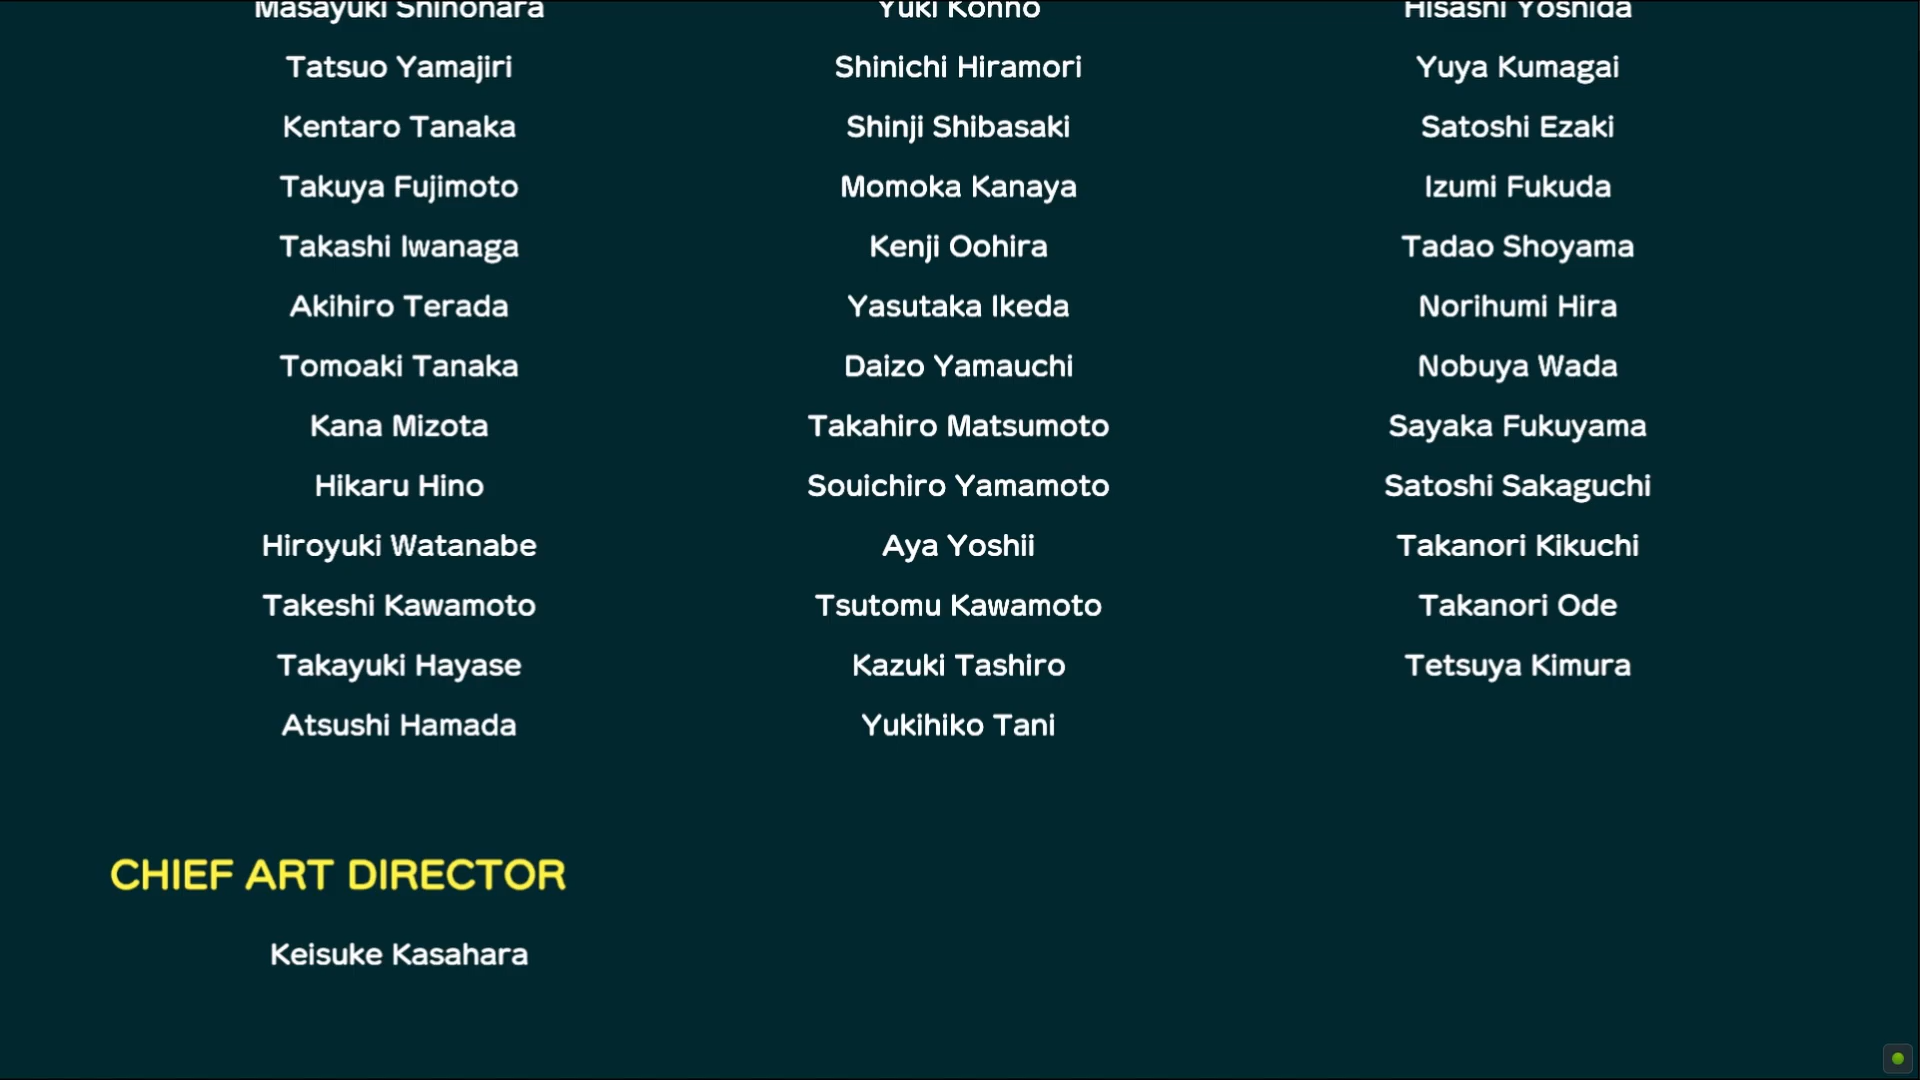 Masayuki Shinohara Yuki Konno Hisashi Yoshida
Tatsuo Yamajiri Shinichi Hiramori Yuya Kumagai
Kentaro Tanaka Shinji Shibasaki Satoshi Ezaki
Takuya Fujimoto Momoka Kanaya Izumi Fukuda
Takashi Iwanaga Kenji Oohira Tadao Shoyama
Akihiro Terada Yasutaka Ikeda Norihumi Hira
Tomoaki Tanaka Daizo Yamauchi Nobuya Wada
Kana Mizota Takahiro Matsumoto Sayaka Fukuyama
Hikaru Hino Souichiro Yamamoto Satoshi Sakaguchi
Hiroyuki Watanabe Aya Yoshii Takanori Kikuchi
Takeshi Kawamoto Tsutomu Kawamoto Takanori Ode
Takayuki Hayase Kazuki Tashiro Tetsuya Kimura
Atsushi Hamada Yukihiko Tani
CHIEF ART DIRECTOR
Keisuke Kasahara